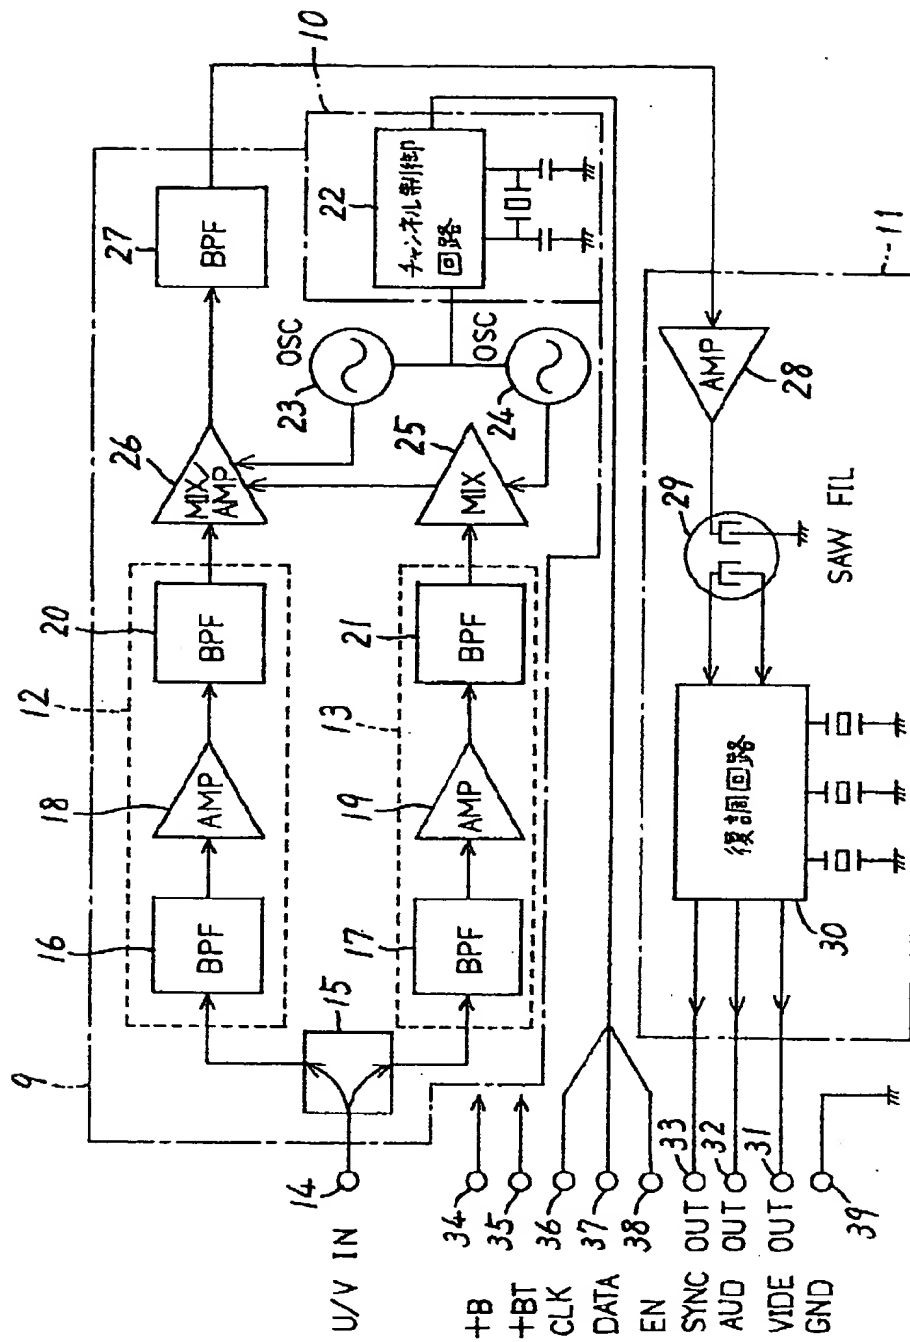 9
12
16
BPF
18
AMP
20
BPF
26
MIX/
AMP
27
BPF
10
22
チャンネル制御
回路
23
OSC
24
OSC
25
MIX
13
17
BPF
19
AMP
21
BPF
15
14
U/V IN
34
+B
35
+BT
36
CLK
37
DATA
38
EN
33
SYNC OUT
32
AUD OUT
31
VIDE OUT
39
GND
30
復調回路
29
SAW FIL
AMP
28
11